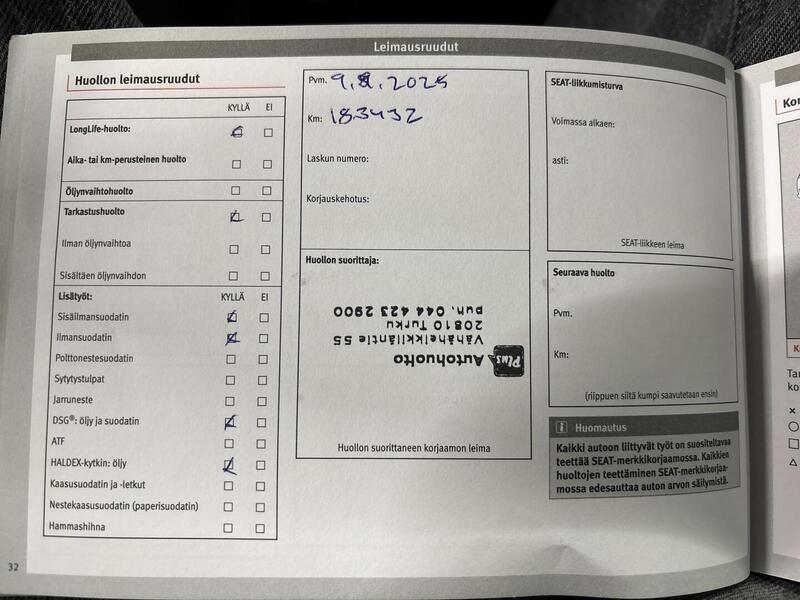 Leimausruudut
Huollon leimausruudut
KYLLÄ EI
LongLife-huolto:
Aika- tai km-perusteinen huolto
Öljynvaihtohuolto
Tarkastushuolto
Ilman öljynvaihtoa
Sisältäen öljynvaihdon
Lisätyöt: KYLLÄ EI
Sisäilmansuodatin
Ilmansuodatin
Polttonestesuodatin
Sytytystulpat
Jarruneste
DSG®: öljy ja suodatin
ATF
HALDEX-kytkin: öljy
Kaasusuodatin ja -letkut
Nestekaasusuodatin (paperisuodatin)
Hammashihna
32
Pvm. 2025
Km: 183432
Laskun numero:
Korjauskehotus:
Huollon suorittaja:
Plus Autohuolto
Vähäheikkiläntie 55
20810 Turku
puh. 044 423 2900
Huollon suorittaneen korjaamon leima
SEAT-liikkumisturva
Voimassa alkaen:
asti:
SEAT-liikkeen leima
Seuraava huolto
Pvm.
Km:
(riippuen siitä kumpi saavutetaan ensin)
i Huomautus
Kaikki autoon liittyvät työt on suositeltavaa
teettää SEAT-merkkikorjaamossa. Kaikkien
huoltojen teettäminen SEAT-merkkikorjaa-
mossa edesauttaa auton arvon säilymistä.